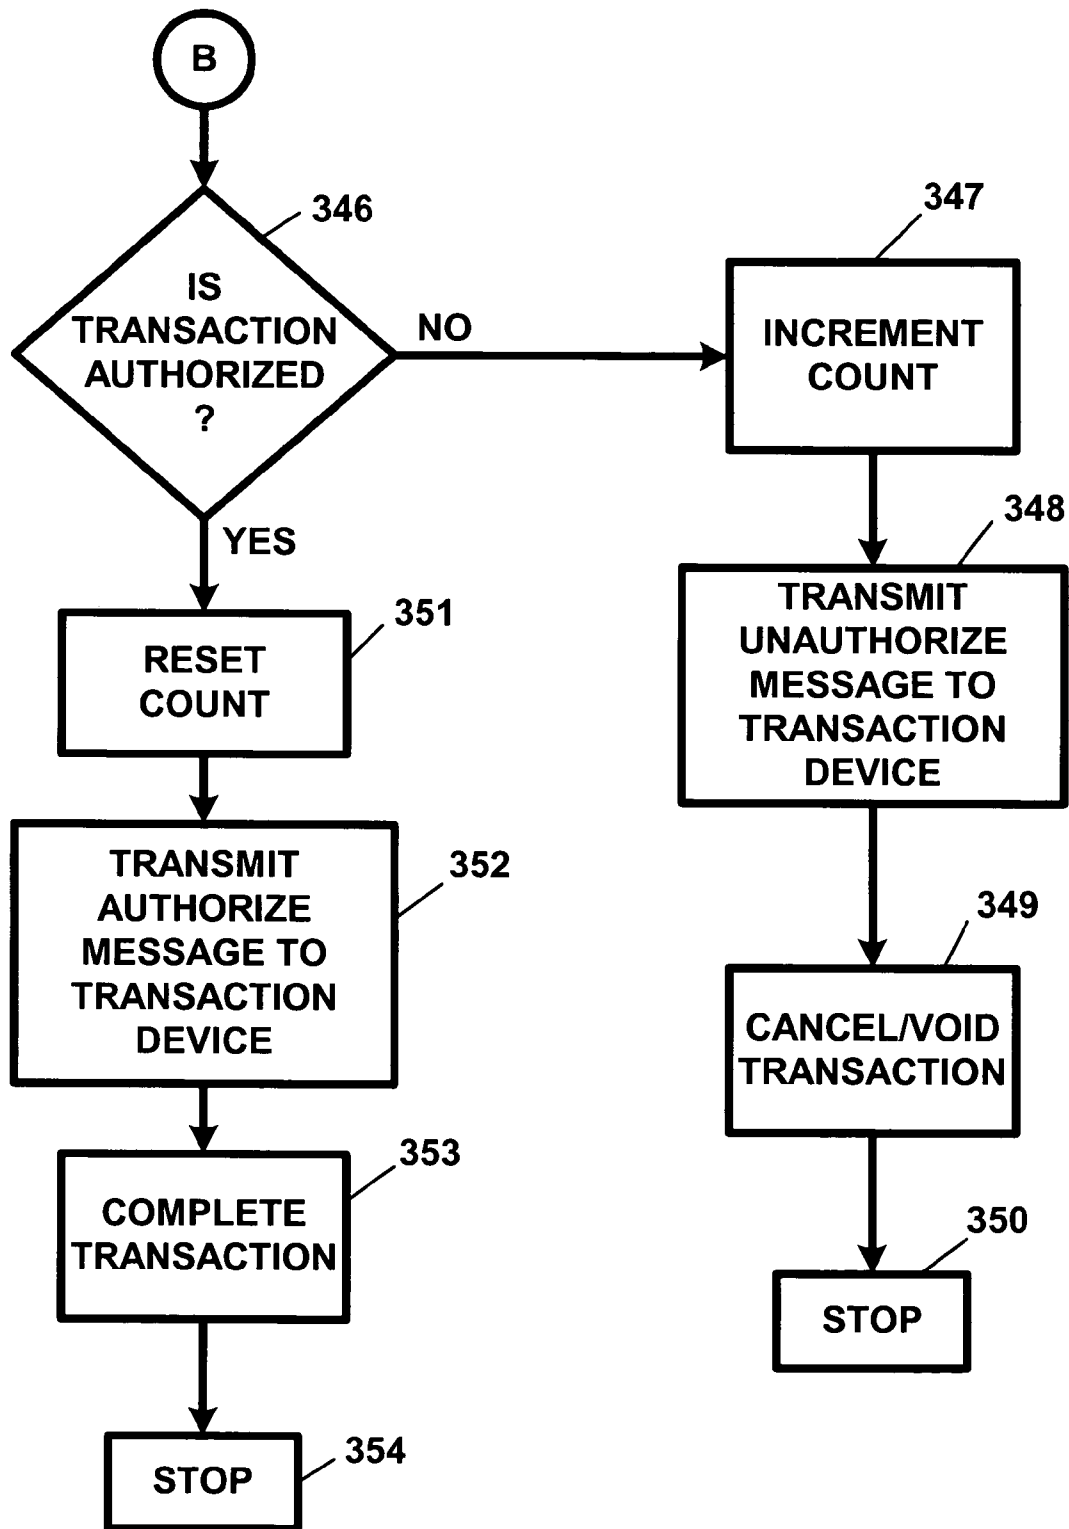 B
346
IS
TRANSACTION
AUTHORIZED
?
NO
YES
347
INCREMENT
COUNT
348
TRANSMIT
UNAUTHORIZE
MESSAGE TO
TRANSACTION
DEVICE
349
CANCEL/VOID
TRANSACTION
350
STOP
351
RESET
COUNT
352
TRANSMIT
AUTHORIZE
MESSAGE TO
TRANSACTION
DEVICE
353
COMPLETE
TRANSACTION
354
STOP